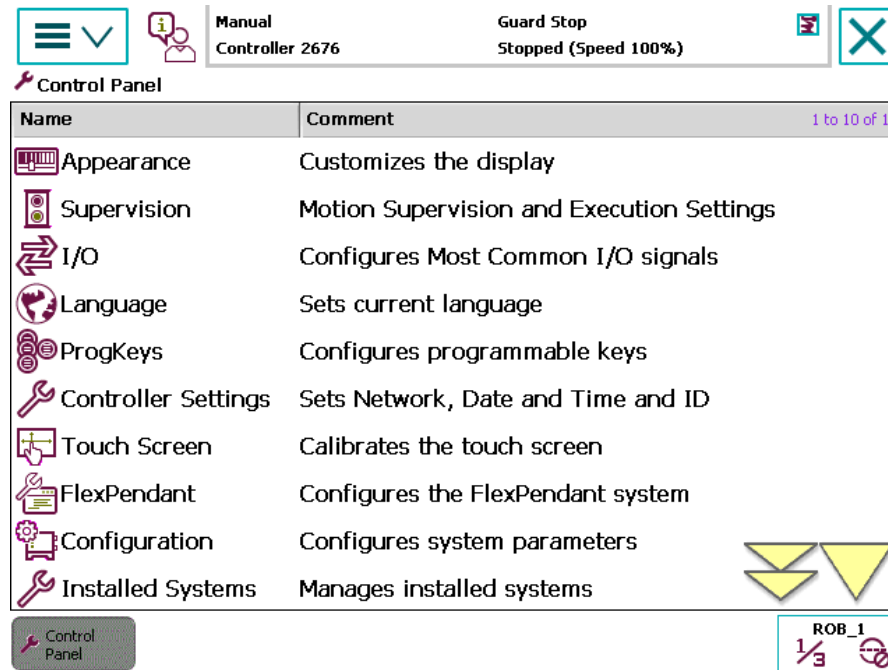 Manual Guard Stop
Controller 2676 Stopped (Speed 100%)
Control Panel
Name Comment 1 to 10 of 1
Appearance Customizes the display
Supervision Motion Supervision and Execution Settings
I/O Configures Most Common I/O signals
Language Sets current language
ProgKeys Configures programmable keys
Controller Settings Sets Network, Date and Time and ID
Touch Screen Calibrates the touch screen
FlexPendant Configures the FlexPendant system
Configuration Configures system parameters
Installed Systems Manages installed systems
Control
Panel
ROB_1
1/3